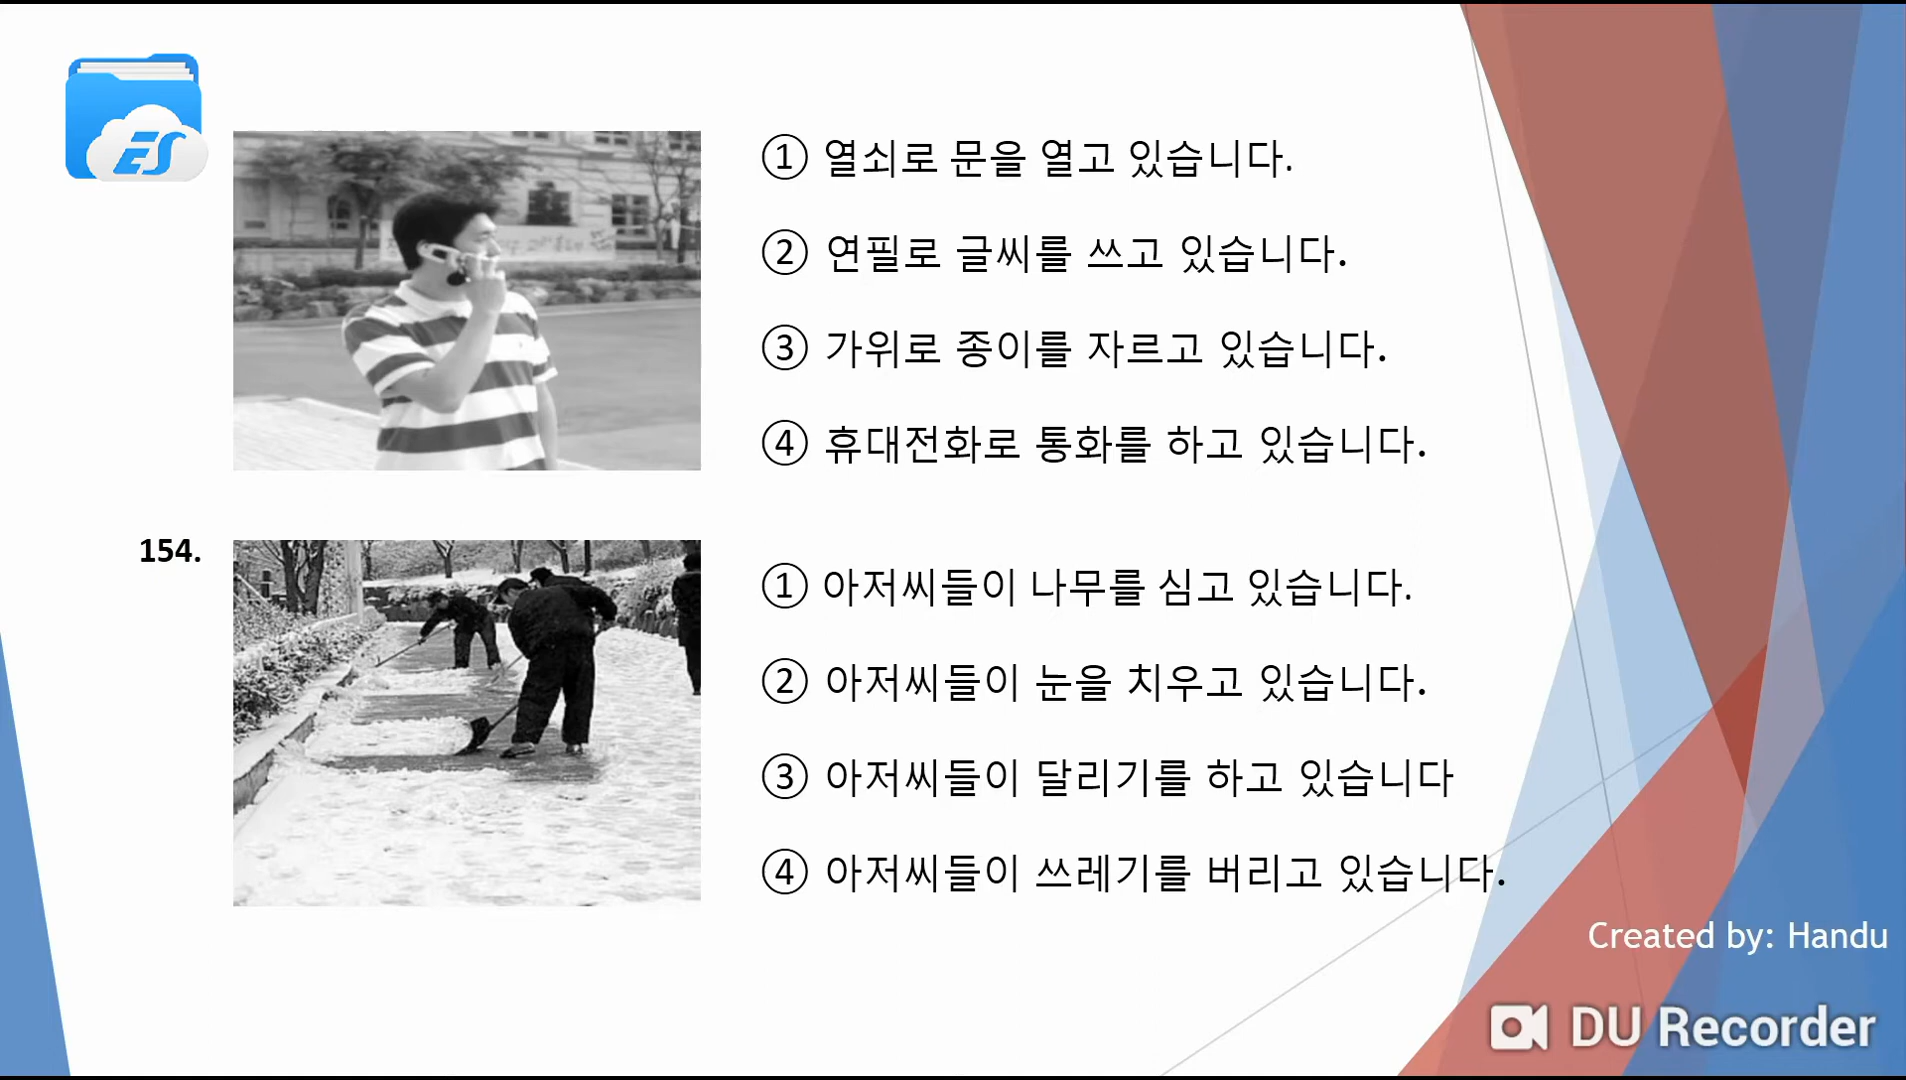 ES
① 열쇠로 문을 열고 있습니다.
② 연필로 글씨를 쓰고 있습니다.
③ 가위로 종이를 자르고 있습니다.
④ 휴대전화로 통화를 하고 있습니다.
154.
① 아저씨들이 나무를 심고 있습니다.
② 아저씨들이 눈을 치우고 있습니다.
③ 아저씨들이 달리기를 하고 있습니다
④ 아저씨들이 쓰레기를 버리고 있습니다.
Created by: Handu
DU Recorder